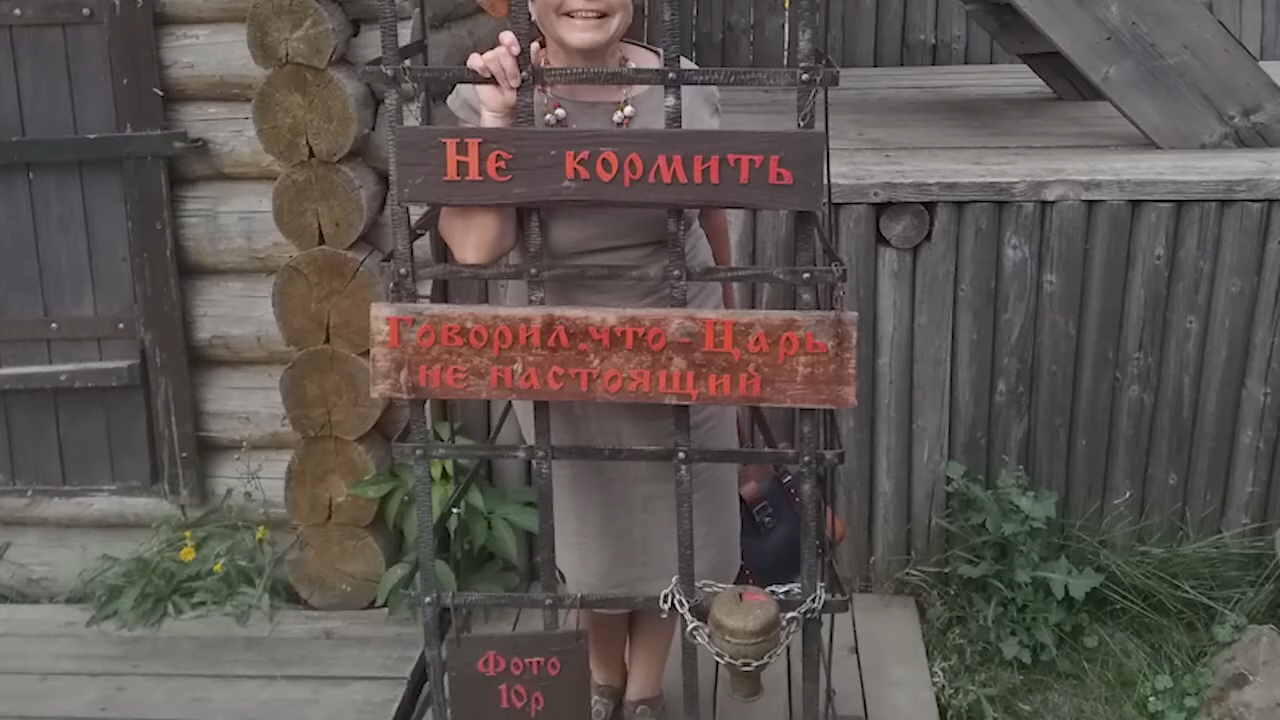 Не кормить
Говорил,что-Царь
не настоящий
Фото
10р